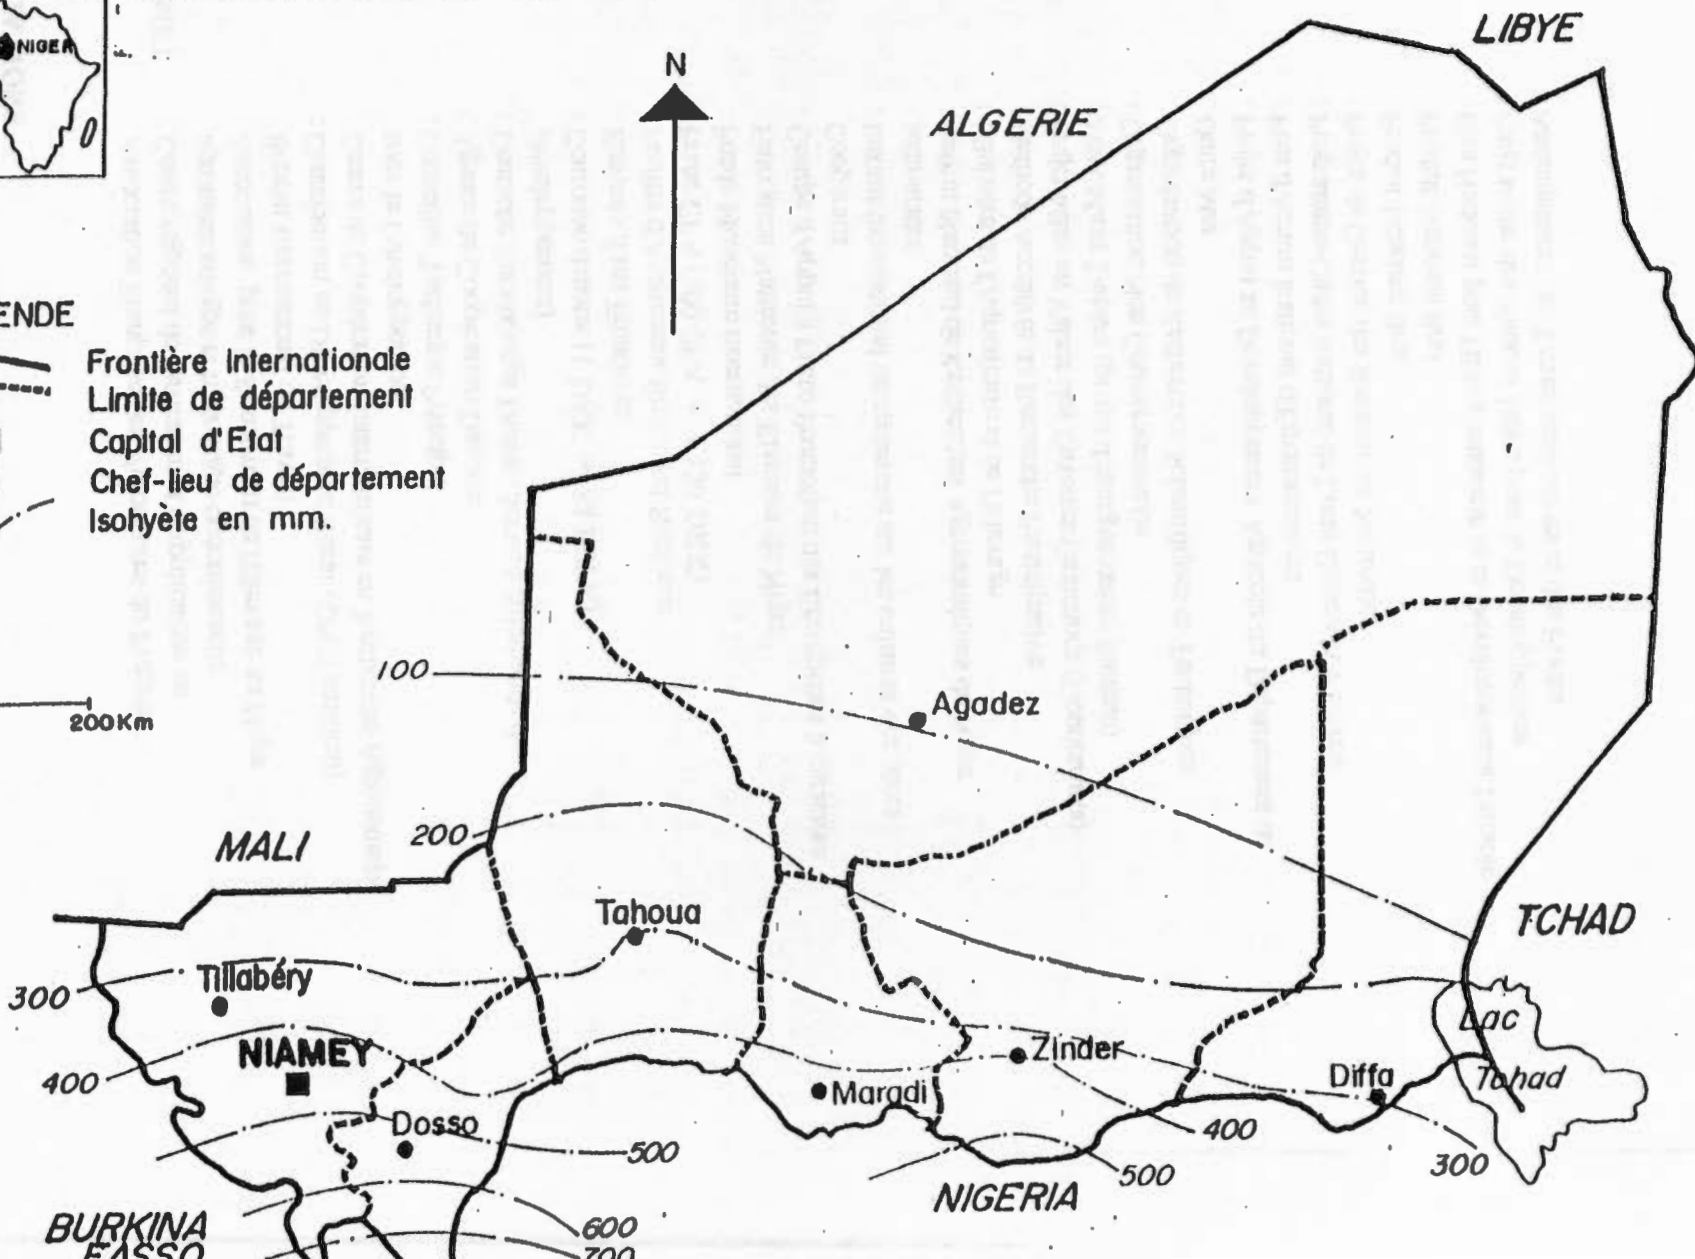 NIGER
N
LIBYE
ALGERIE
ENDE
Frontière Internationale
Limite de département
Capital d'Etat
Chef-lieu de département
Isohyète en mm.
200Km
100
Agadez
200
MALI
Tahoua
TCHAD
Tillabéry
300
Lac
Tchad
NIAMEY
400
Zinder
Diffa
Maradi
Dosso
500
400
300
500
NIGERIA
BURKINA
FASSO
600
700